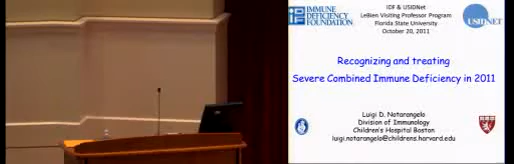 IMMUNE
DEFICIENCY
FOUNDATION
IDF & USIDNet
LeBien Visiting Professor Program
Florida State University
October 20, 2011
USIDNET
Recognizing and treating
Severe Combined Immune Deficiency in 2011
Luigi D. Notarangelo
Division of Immunology
Children's Hospital Boston
luigi.notarangelo@childrens.harvard.edu